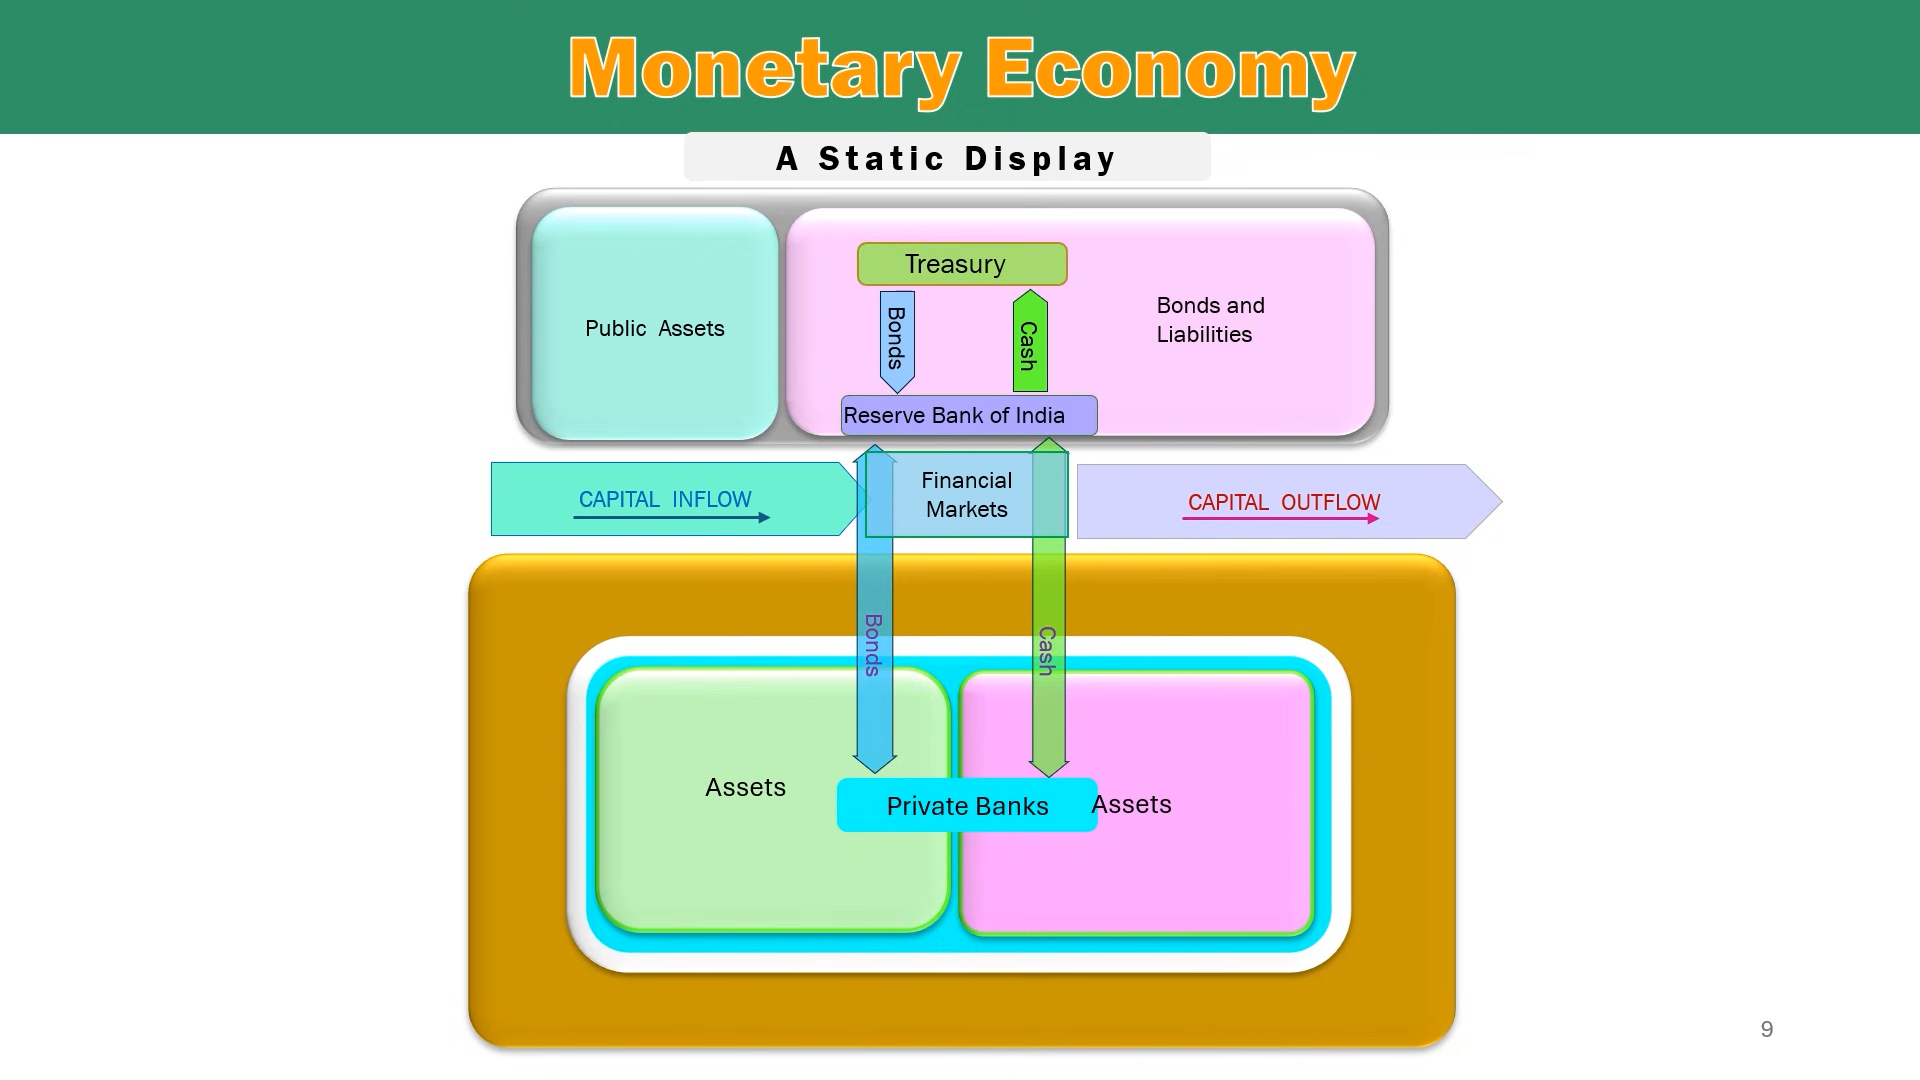 Monetary Economy
A Static Display
Treasury
Public Assets
Bonds
Cash
Bonds and
Liabilities
Reserve Bank of India
CAPITAL INFLOW
Financial
Markets
CAPITAL OUTFLOW
Bonds
Cash
Assets
Private Banks
Assets
9